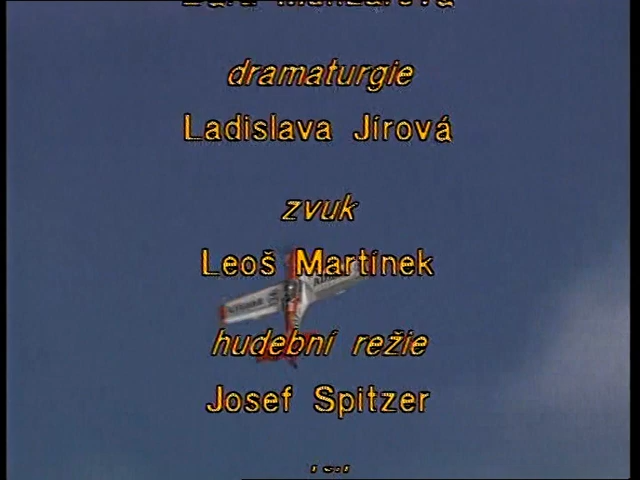 dramaturgie
Ladislava Jírová
zvuk
Leoš Martínek
hudební režie
Josef Spitzer